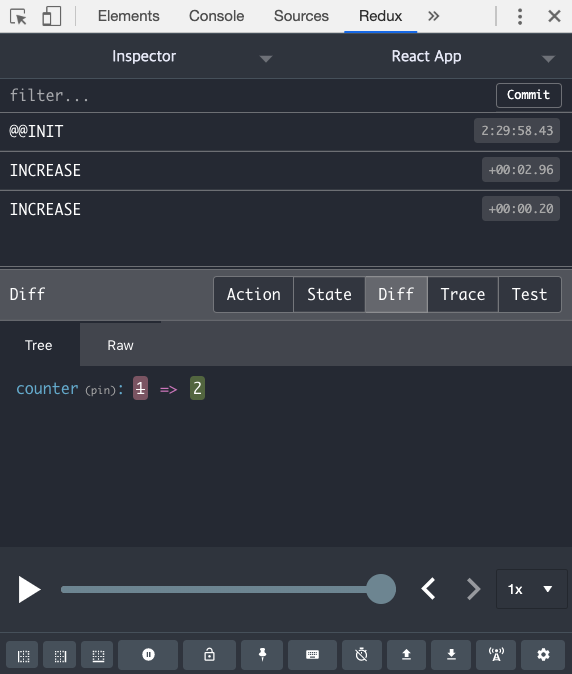 Elements Console Sources Redux »
Inspector React App
filter... Commit
@@INIT 2:29:58.43
INCREASE +00:02.96
INCREASE +00:00.20
Diff Action State Diff Trace Test
Tree Raw
counter (pin): 1 => 2
1x